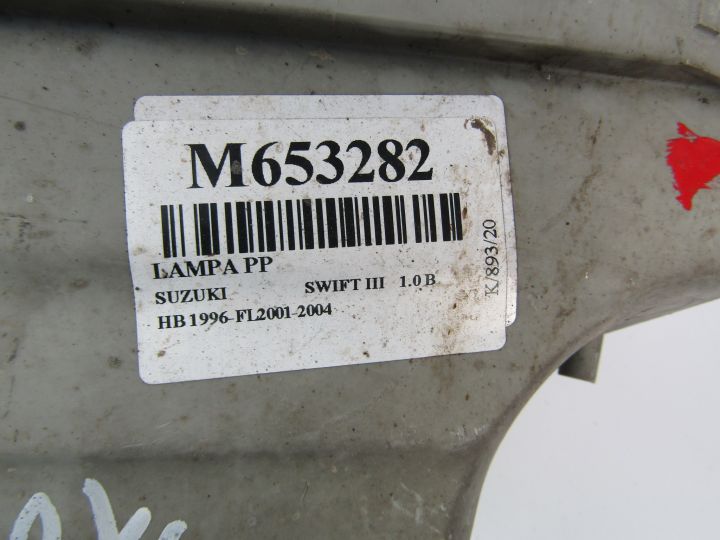 M653282
LAMPA PP
SUZUKI SWIFT III 1.0 B
HB 1996-FL2001-2004
K/893/20